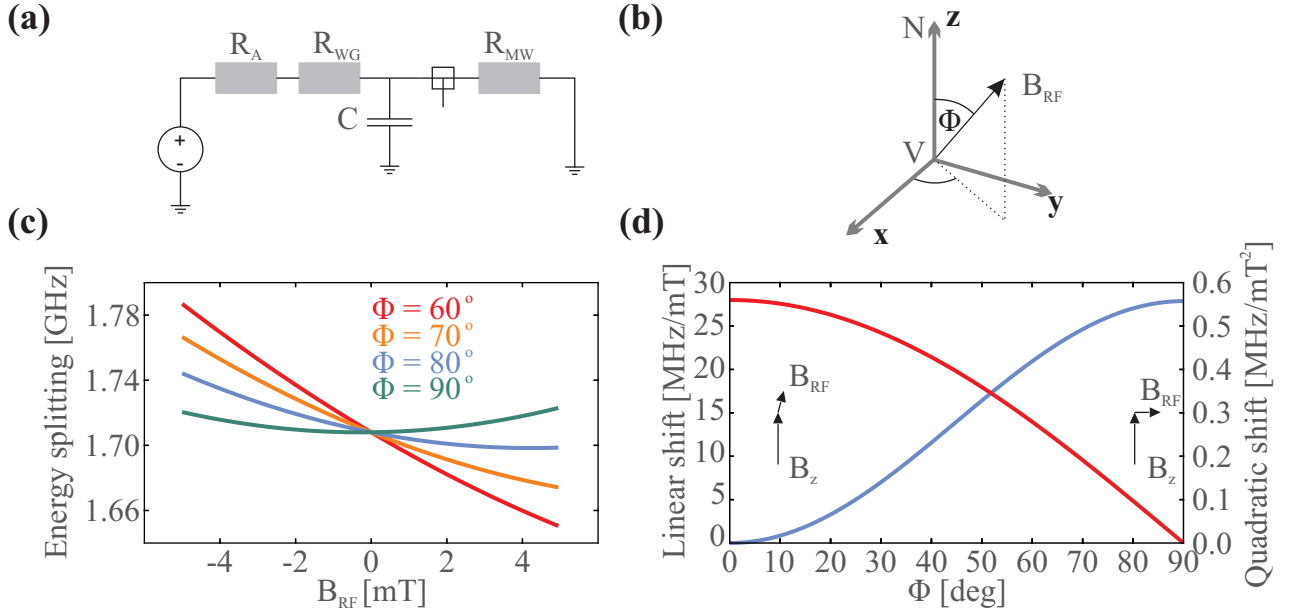 (a)
R_A
R_WG
R_MW
C
+
-
(b)
N
z
B_RF
Φ
V
x
y
(c)
Energy splitting [GHz]
1.78
1.74
1.70
1.66
Φ = 60°
Φ = 70°
Φ = 80°
Φ = 90°
-4
-2
0
2
4
B_RF [mT]
(d)
Linear shift [MHz/mT]
30
25
20
15
10
5
0
B_RF
B_z
B_RF
B_z
0
10
20
30
40
50
60
70
80
90
Φ [deg]
0.6
0.5
0.4
0.3
0.2
0.1
0.0
Quadratic shift [MHz/mT²]